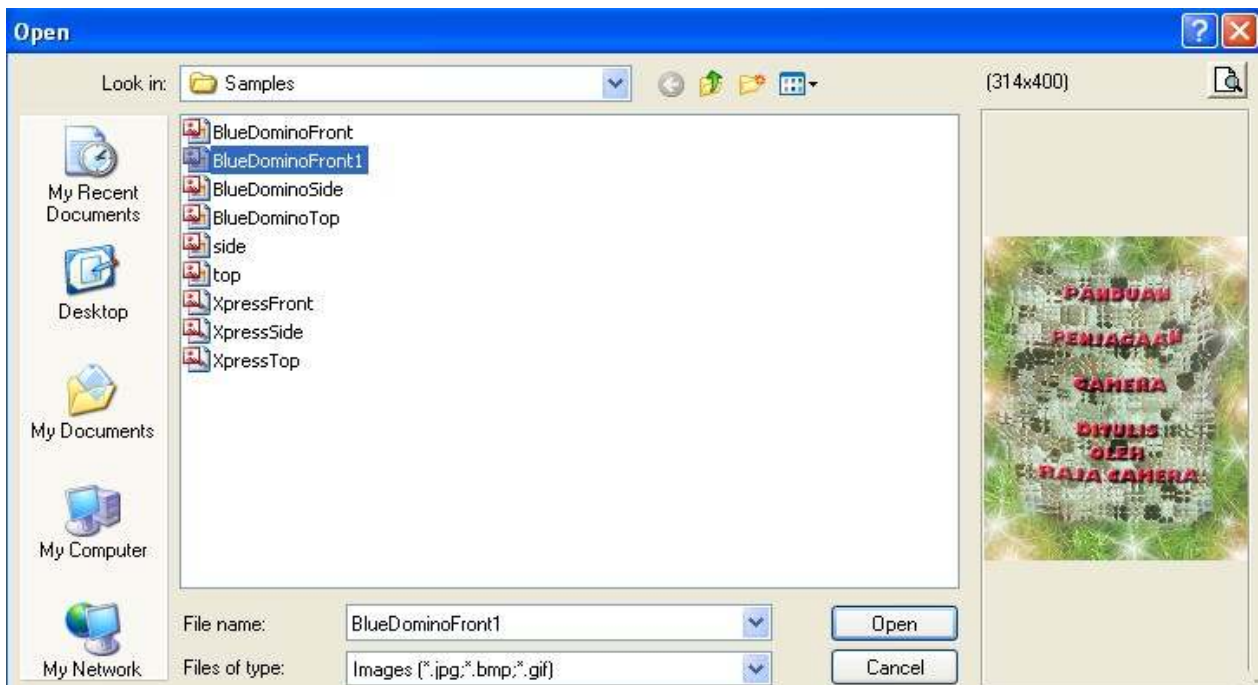 Open
Look in:
Samples
(314x400)
BlueDominoFront
BlueDominoFront1
BlueDominoSide
BlueDominoTop
side
top
XpressFront
XpressSide
XpressTop
My Recent
Documents
Desktop
My Documents
My Computer
My Network
File name:
BlueDominoFront1
Open
Files of type:
Images (*.jpg;*.bmp;*.gif)
Cancel
PANDUAN
PENJAGAAN
CAMERA
DITULIS
OLEH
RAJA CAMERA